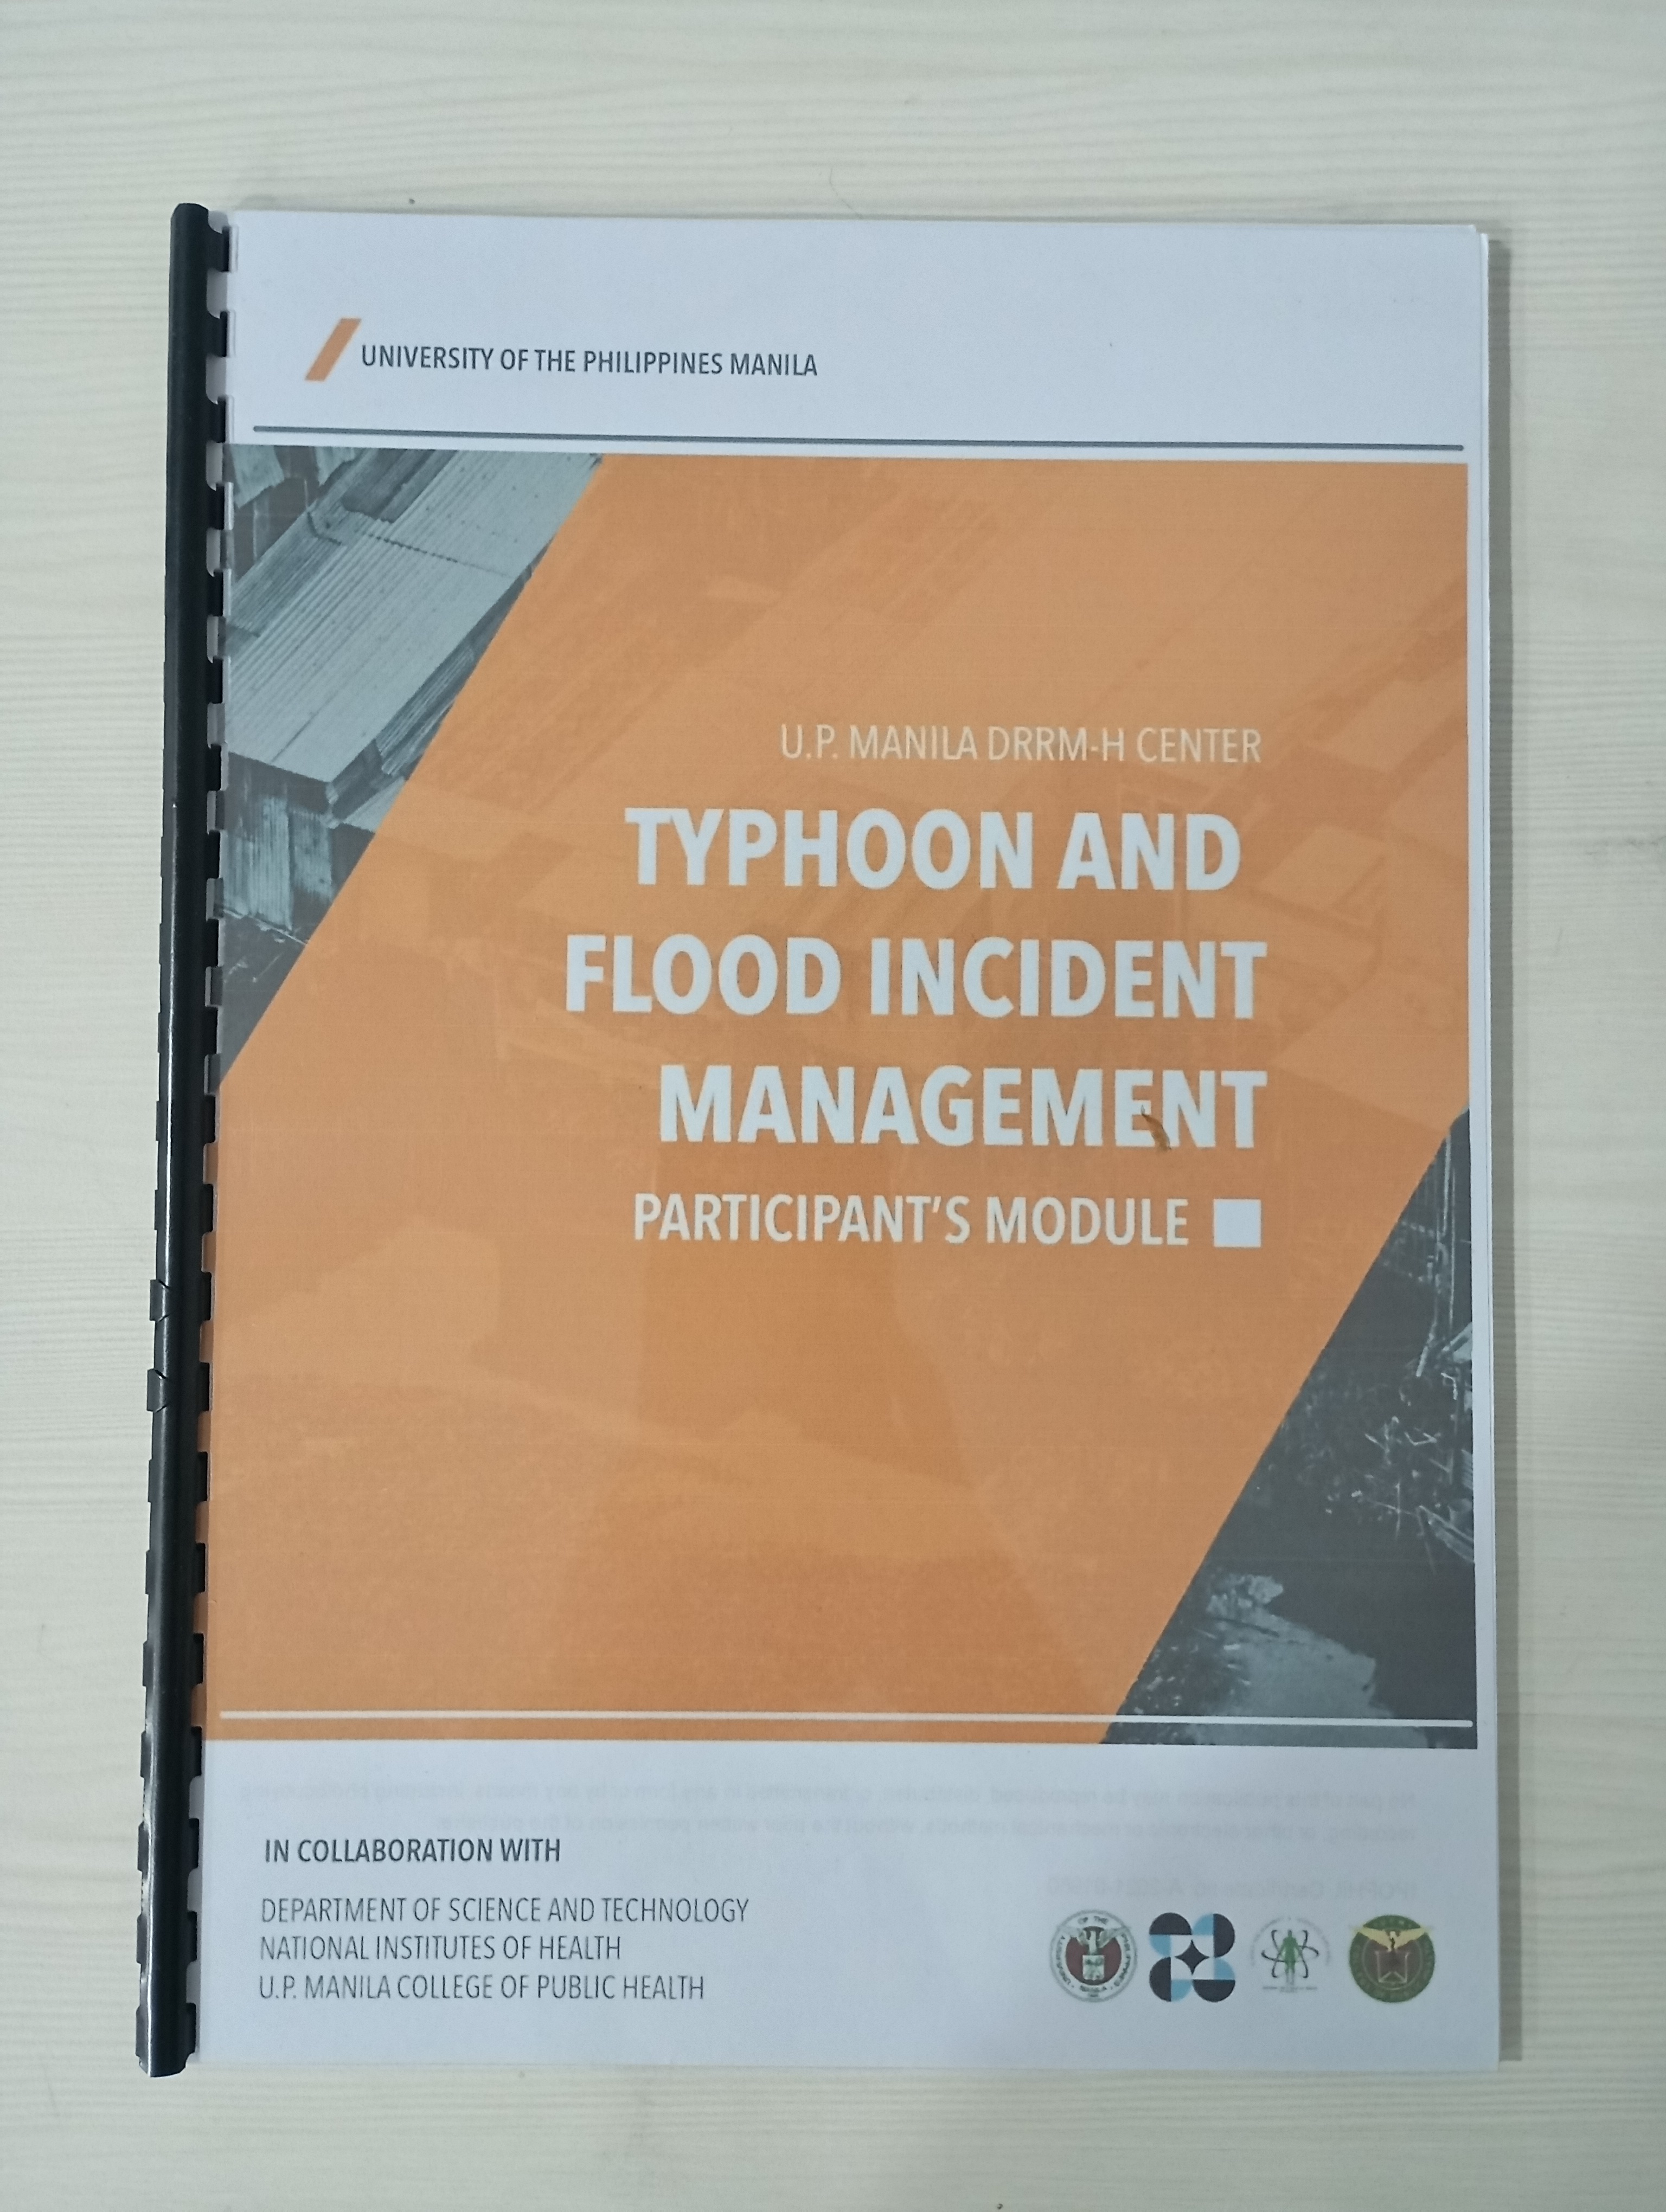 UNIVERSITY OF THE PHILIPPINES MANILA
U.P. MANILA DRRM-H CENTER
TYPHOON AND
FLOOD INCIDENT
MANAGEMENT
PARTICIPANT'S MODULE
IN COLLABORATION WITH
DEPARTMENT OF SCIENCE AND TECHNOLOGY
NATIONAL INSTITUTES OF HEALTH
U.P. MANILA COLLEGE OF PUBLIC HEALTH